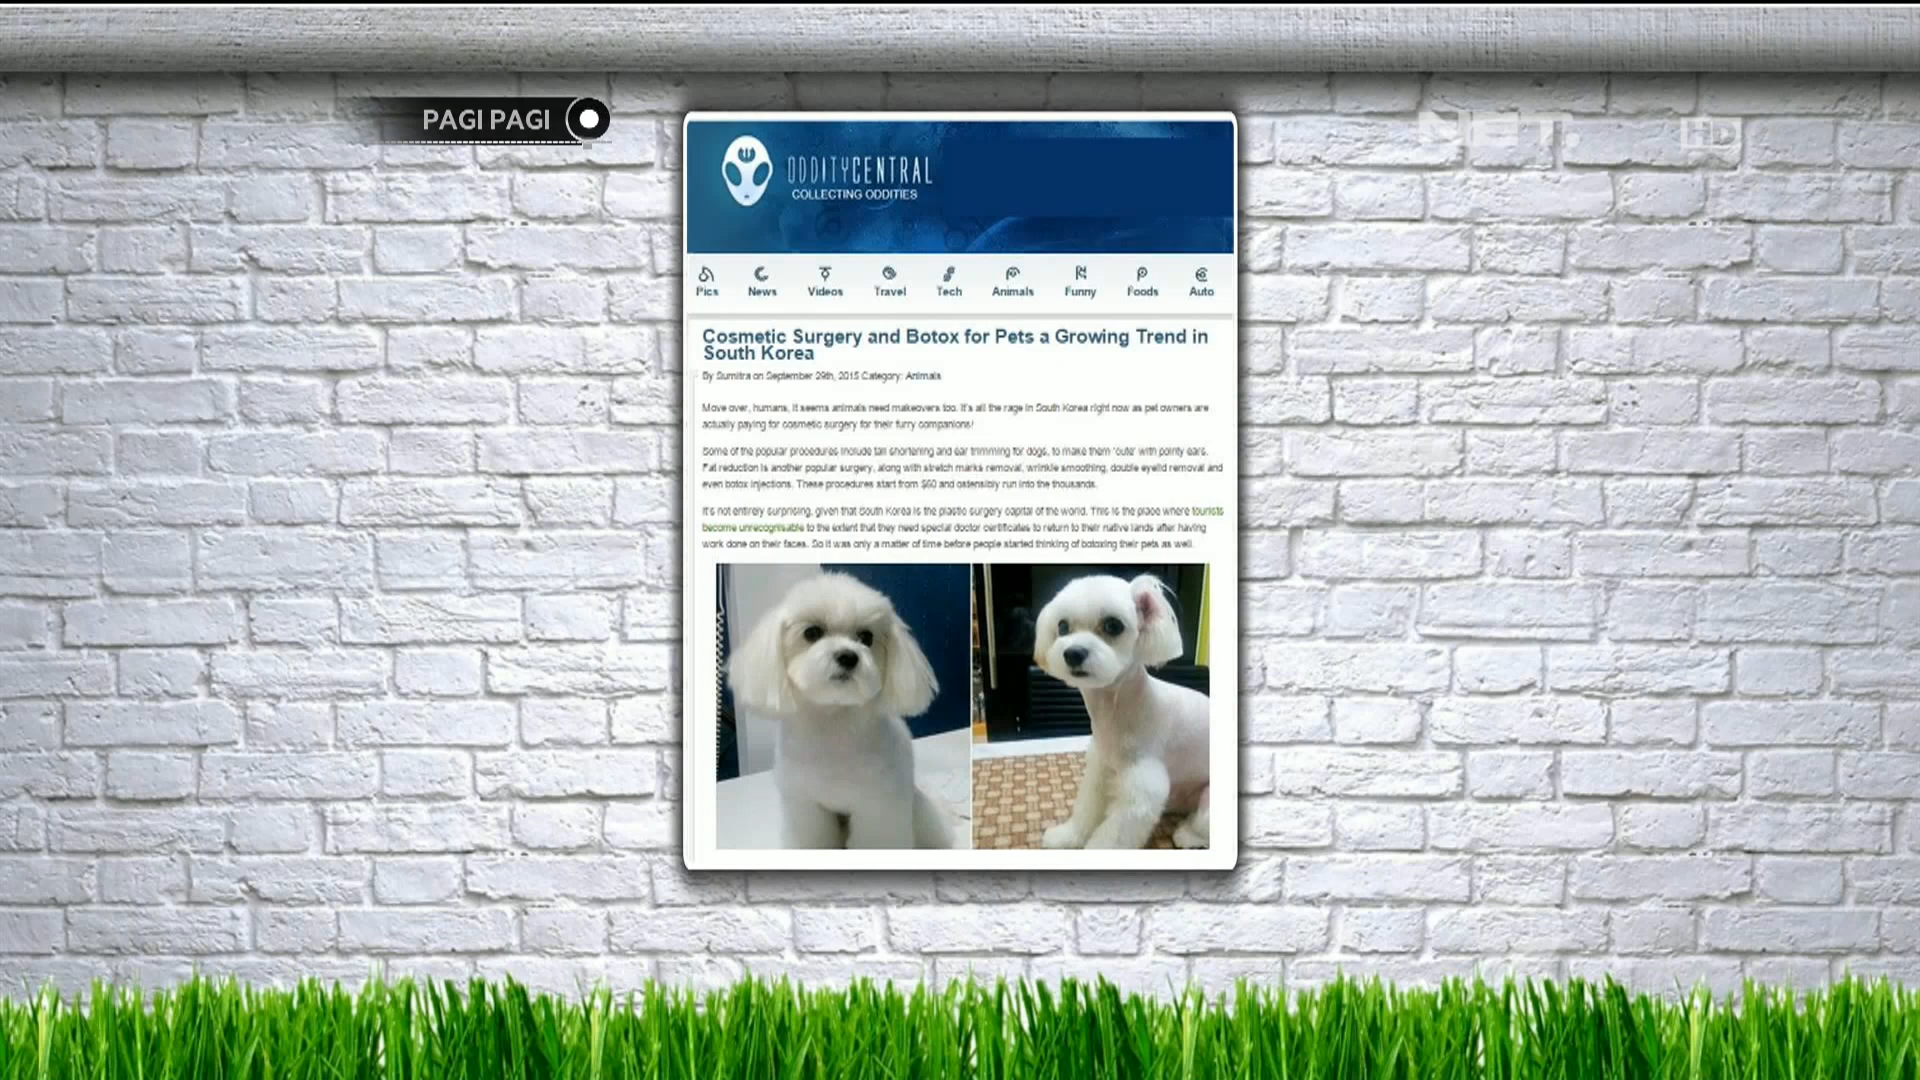 PAGI PAGI
NET.
HD
ODDITYCENTRAL
COLLECTING ODDITIES
Pics News Videos Travel Tech Animals Funny Foods Auto
Cosmetic Surgery and Botox for Pets a Growing Trend in
South Korea
By Sumitra on September 29th, 2015 Category: Animals
Move over, humans, it seems animals need makeovers too. It's all the rage in South Korea right now as pet owners are
actually paying for cosmetic surgery for their furry companions!
Some of the popular procedures include tail shortening and ear trimming for dogs, to make them 'cute' with pointy ears.
Fat reduction is another popular surgery, along with stretch marks removal, wrinkle smoothing, double eyelid removal and
even botox injections. These procedures start from $60 and ostensibly run into the thousands.
It's not entirely surprising, given that South Korea is the plastic surgery capital of the world. This is the place where tourists
become unrecognisable to the extent that they need special doctor certificates to return to their native lands after having
work done on their faces. So it was only a matter of time before people started thinking of botoxing their pets as well.